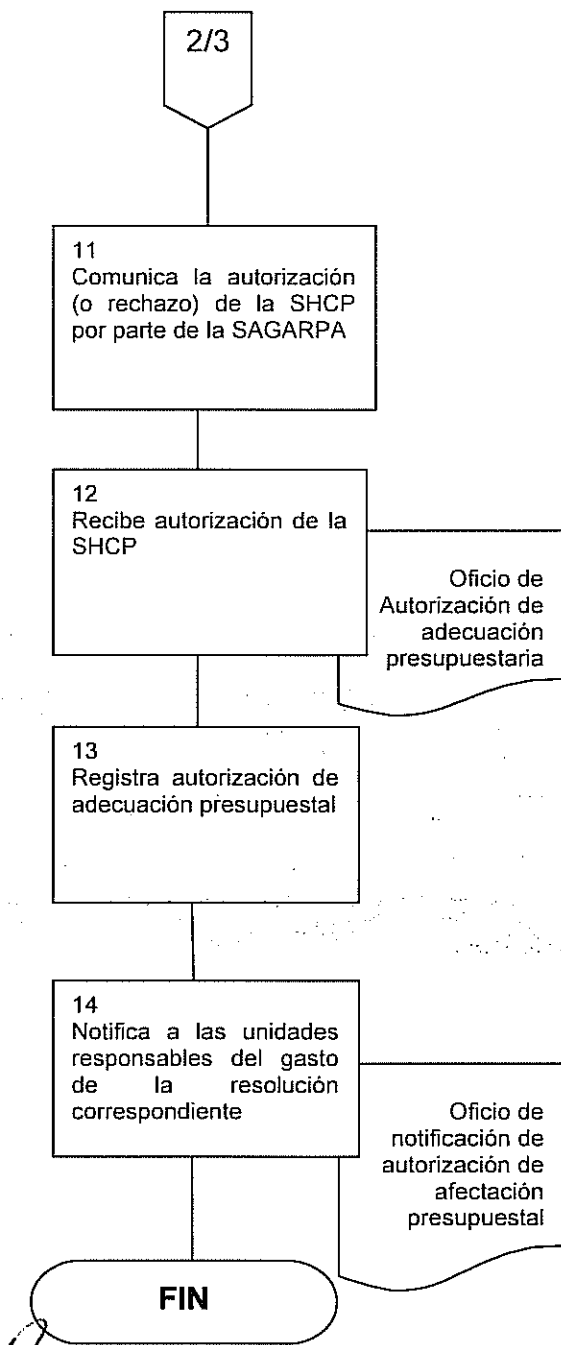 2/3
11
Comunica la autorización
(o rechazo) de la SHCP
por parte de la SAGARPA
12
Recibe autorización de la
SHCP
Oficio de
Autorización de
adecuación
presupuestaria
13
Registra autorización de
adecuación presupuestal
14
Notifica a las unidades
responsables del gasto
de la resolución
correspondiente
Oficio de
notificación de
autorización de
afectación
presupuestal
FIN